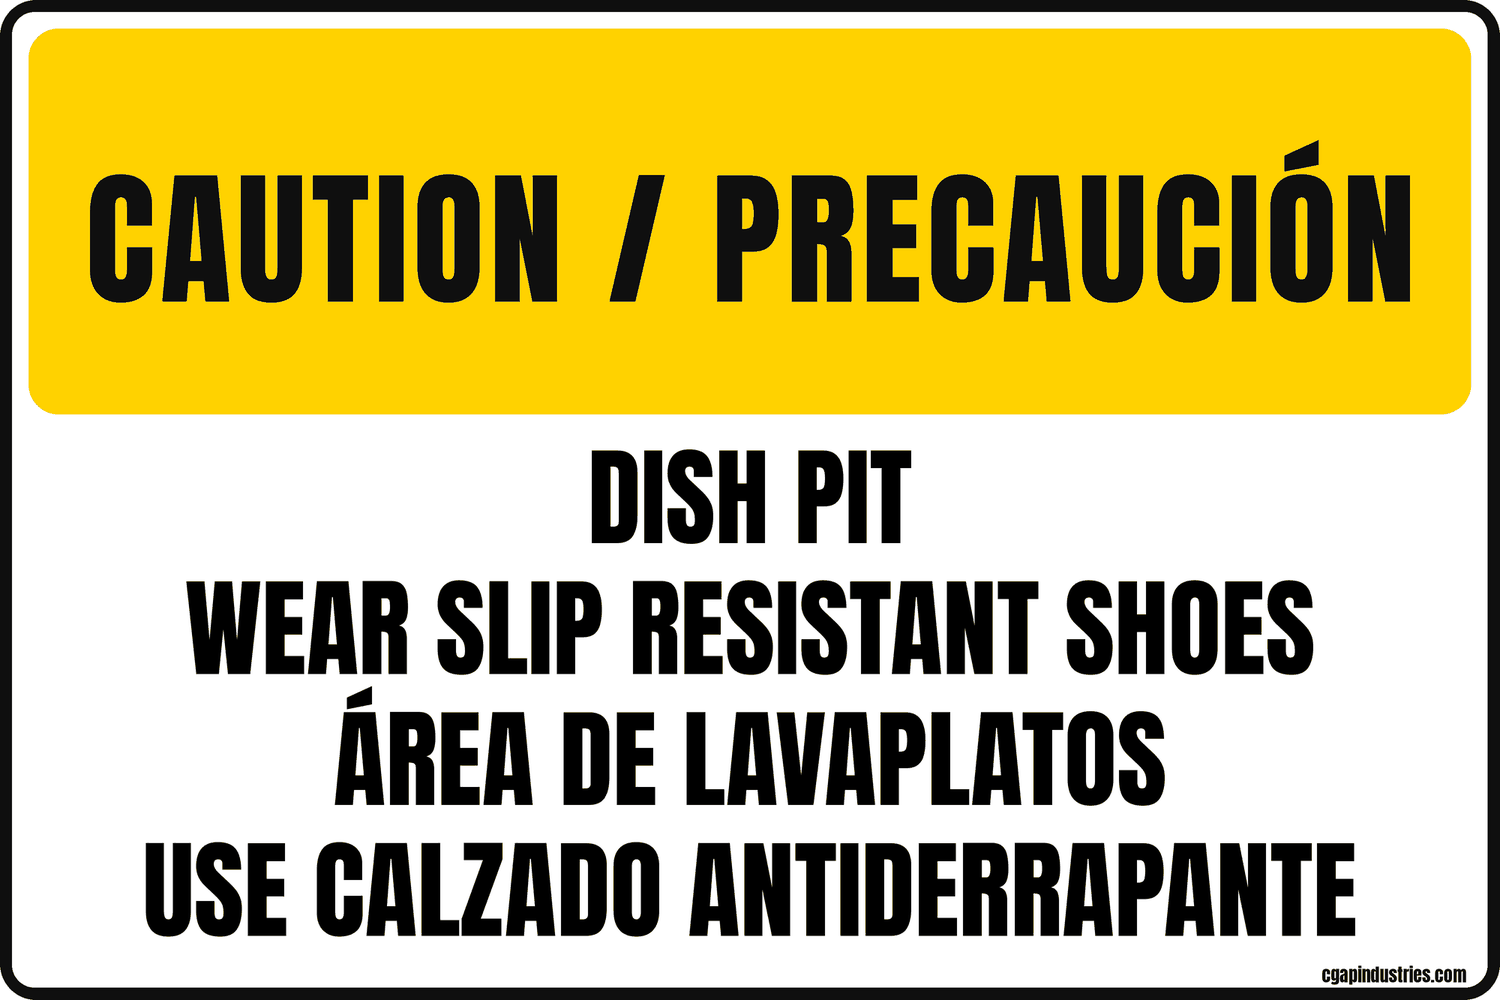 CAUTION / PRECAUCIÓN
DISH PIT
WEAR SLIP RESISTANT SHOES
ÁREA DE LAVAPLATOS
USE CALZADO ANTIDERRAPANTE
cgapindustries.com